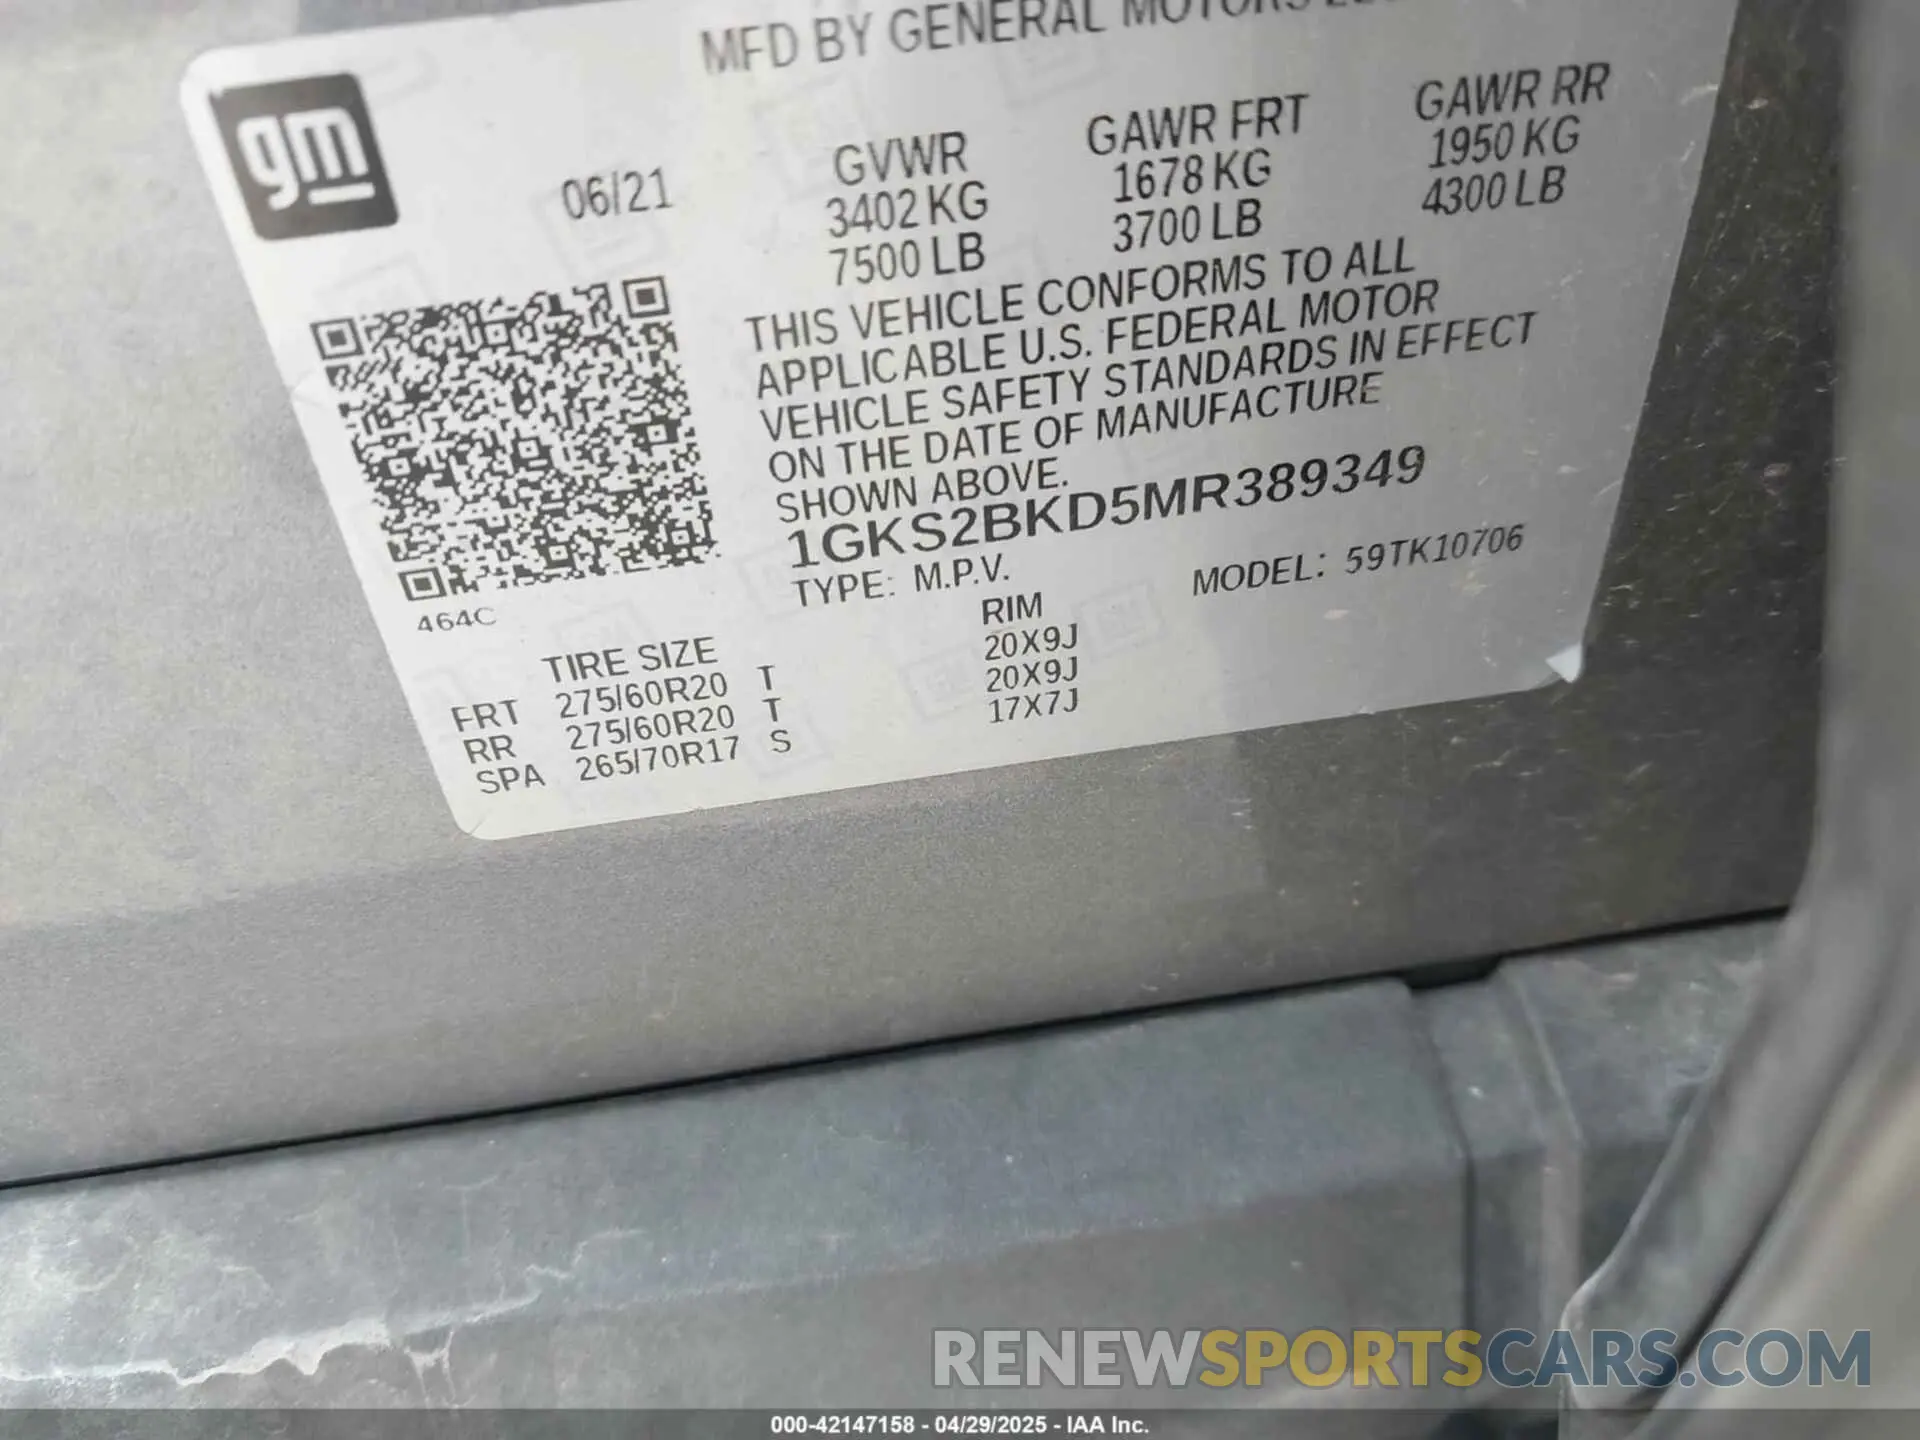 MFD BY GENERAL MOTORS
gm
06/21
GVWR
3402 KG
7500 LB
GAWR FRT
1678 KG
3700 LB
GAWR RR
1950 KG
4300 LB
THIS VEHICLE CONFORMS TO ALL
APPLICABLE U.S. FEDERAL MOTOR
VEHICLE SAFETY STANDARDS IN EFFECT
ON THE DATE OF MANUFACTURE
SHOWN ABOVE.
1GKS2BKD5MR389349
TYPE: M.P.V.
MODEL: 59TK10706
464C
TIRE SIZE RIM
FRT 275/60R20 T 20X9J
RR 275/60R20 T 20X9J
SPA 265/70R17 S 17X7J
RENEWSPORTSCARS.COM
000-42147158 - 04/29/2025 - IAA Inc.